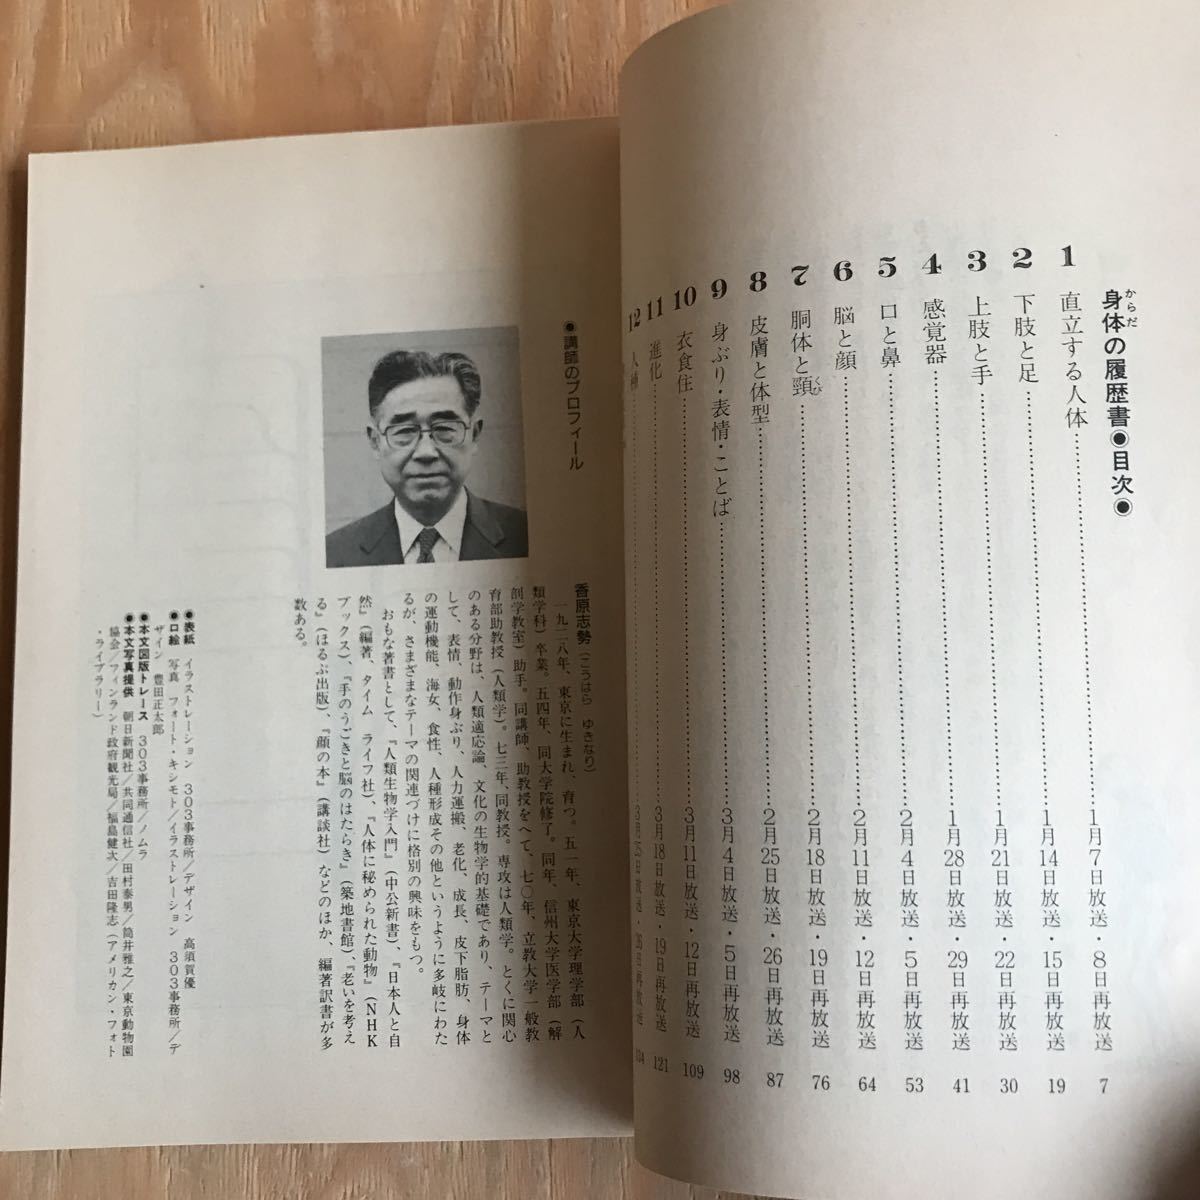 身体の履歴書◉目次◉
からだ
1 直立する人体……1月7日放送・8日再放送 7
2 下肢と足……1月14日放送・15日再放送 19
3 上肢と手……1月21日放送・22日再放送 30
4 感覚器……1月28日放送・29日再放送 41
5 口と鼻……2月4日放送・5日再放送 53
6 脳と顔……2月11日放送・12日再放送 64
7 胴体と頸……2月18日放送・19日再放送 76
くび
8 皮膚と体型……2月25日放送・26日再放送 87
9 身ぶり・表情・ことば……3月4日放送・5日再放送 98
10 衣食住……3月11日放送・12日再放送 109
11 進化……3月18日放送・19日再放送 121
12 人種……3月25日放送・26日再放送
◉講師のプロフィール
香原志勢(こうはら ゆきなり)
一九二八年、東京に生まれ、育つ。五一年、東京大学理学部(人
類学科)卒業。五四年、同大学院修了。同年、信州大学医学部(解
剖学教室)助手。同講師、助教授をへて、七〇年、立教大学一般教
育部助教授(人類学)。七三年、同教授。専攻は人類学。とくに関心
のある分野は、人類適応論、文化の生物学的基礎であり、テーマと
して、表情、動作身ぶり、人力運搬、老化、成長、皮下脂肪、身体
の運動機能、海女、食性、人種形成その他というように多岐にわた
るが、さまざまなテーマの関連づけに格別の興味をもつ。
おもな著書として、『人類生物学入門』(中公新書)、『日本人と自
然』(編著、タイム ライフ社)、『人体に秘められた動物』(NHK
ブックス)、『手のうごきと脳のはたらき』(築地書館)、『老いを考え
る』(ほるぷ出版)、『顔の本』(講談社)などのほか、編著訳書が多
数ある。
◉表紙 イラストレーション 303事務所/デザイン 高須賀優
◉口絵 写真 フォート・キシモト/イラストレーション 303事務所/デ
ザイン 豊田正太郎
◉本文図版トレース 303事務所/ノムラ
◉本文写真提供 朝日新聞社/共同通信社/田村泰男/筒井雅之/東京動物園
協会/フィンランド政府観光局/福島健次/吉田隆志(アメリカン・フォト
・ライブラリー)